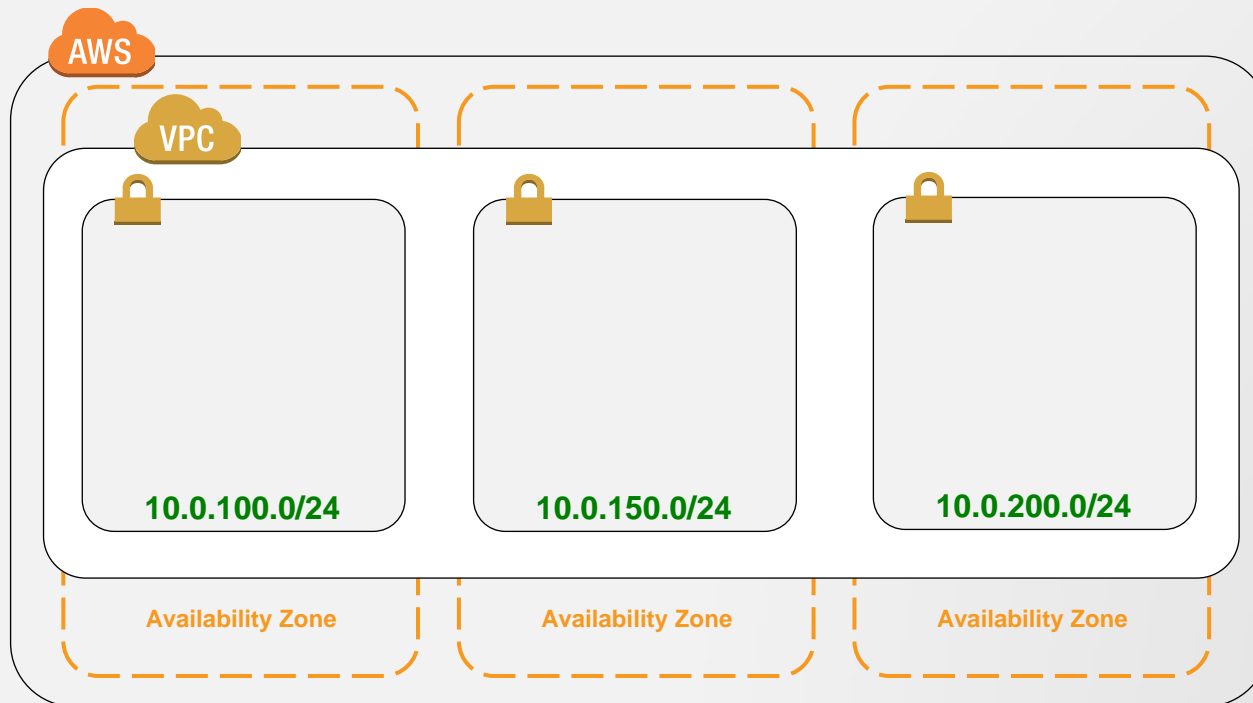 AWS
VPC
10.0.100.0/24
10.0.150.0/24
10.0.200.0/24
Availability Zone
Availability Zone
Availability Zone